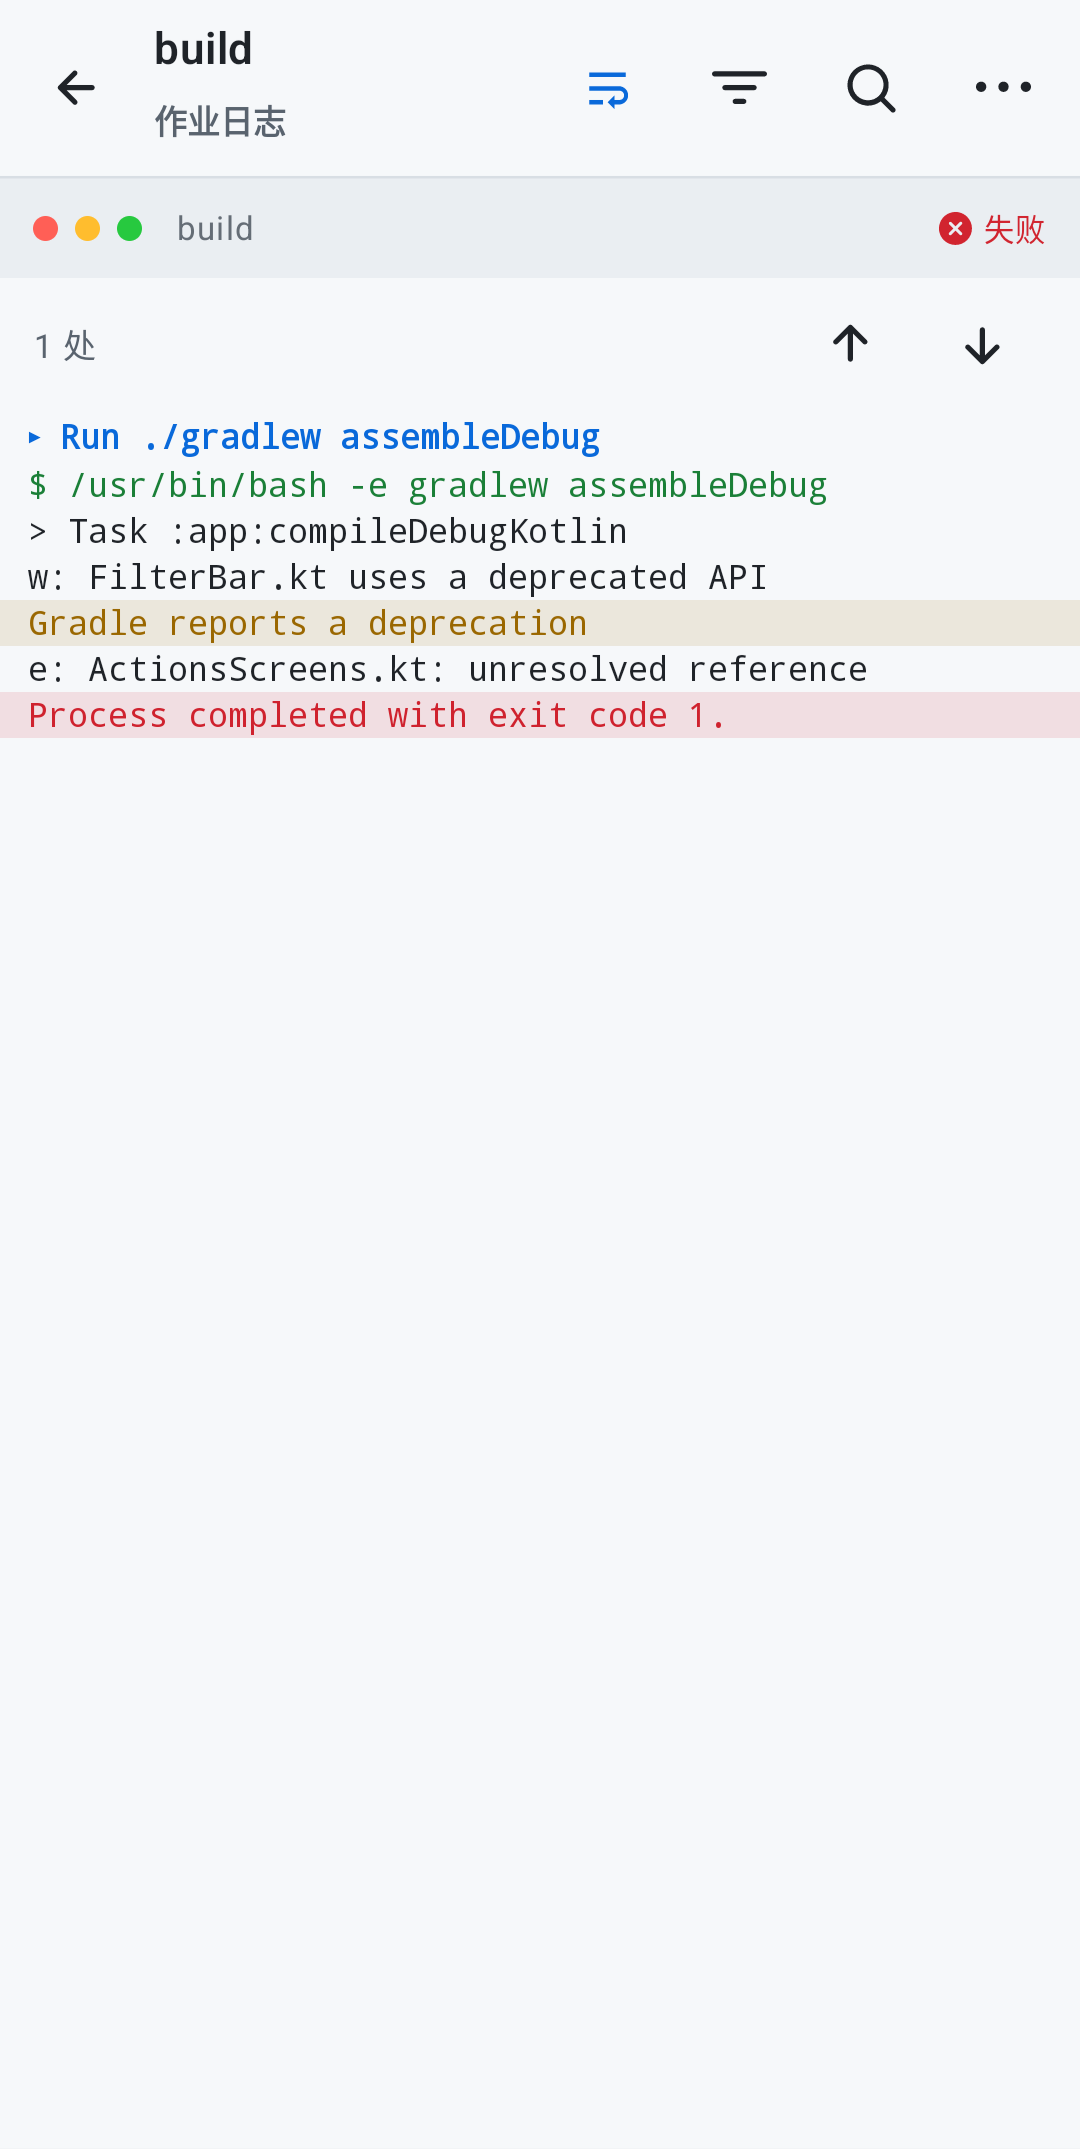 build
作业日志
build
失败
1 处
▸ Run ./gradlew assembleDebug
$ /usr/bin/bash -e gradlew assembleDebug
> Task :app:compileDebugKotlin
w: FilterBar.kt uses a deprecated API
Gradle reports a deprecation
e: ActionsScreens.kt: unresolved reference
Process completed with exit code 1.